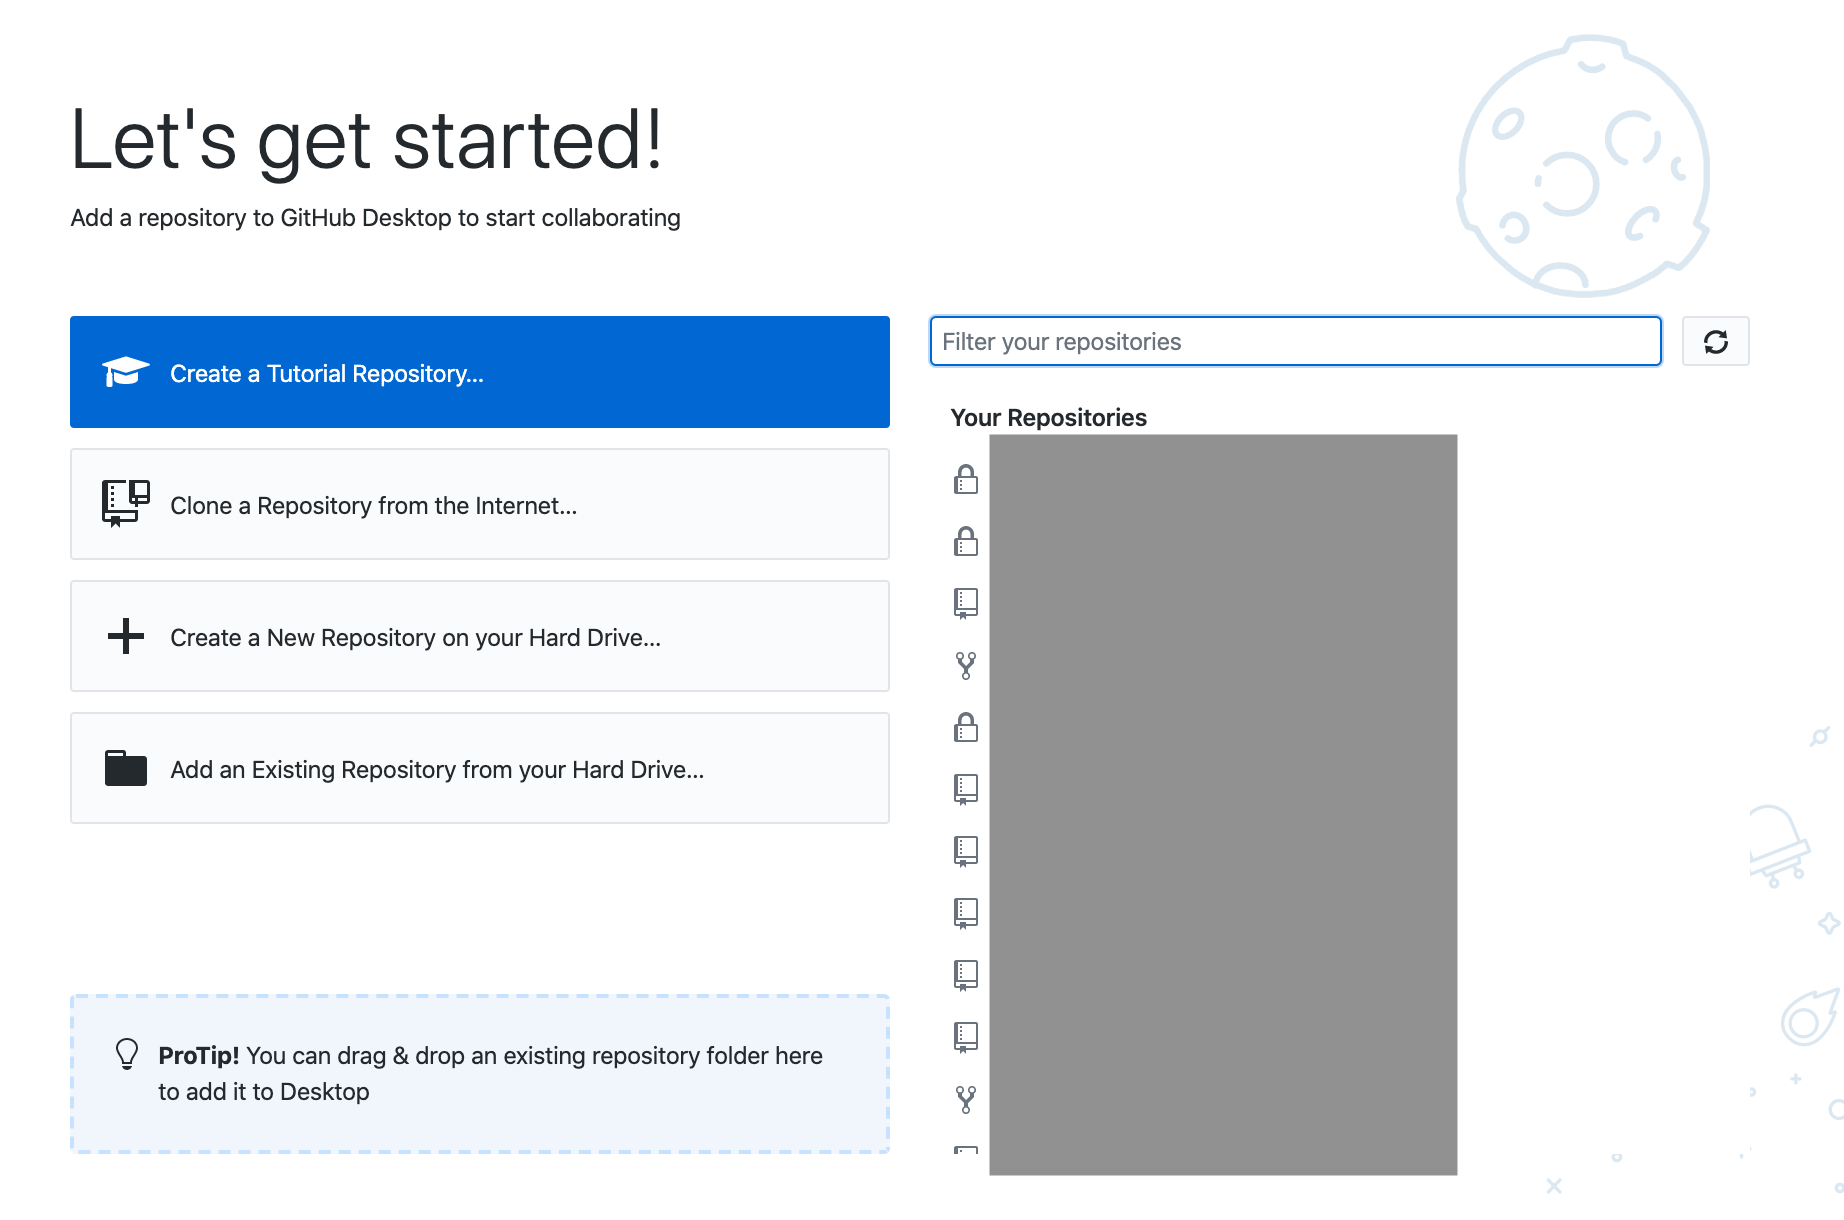 Let's get started!
Add a repository to GitHub Desktop to start collaborating
Create a Tutorial Repository...
Clone a Repository from the Internet...
Create a New Repository on your Hard Drive...
Add an Existing Repository from your Hard Drive...
ProTip! You can drag & drop an existing repository folder here
to add it to Desktop
Filter your repositories
Your Repositories